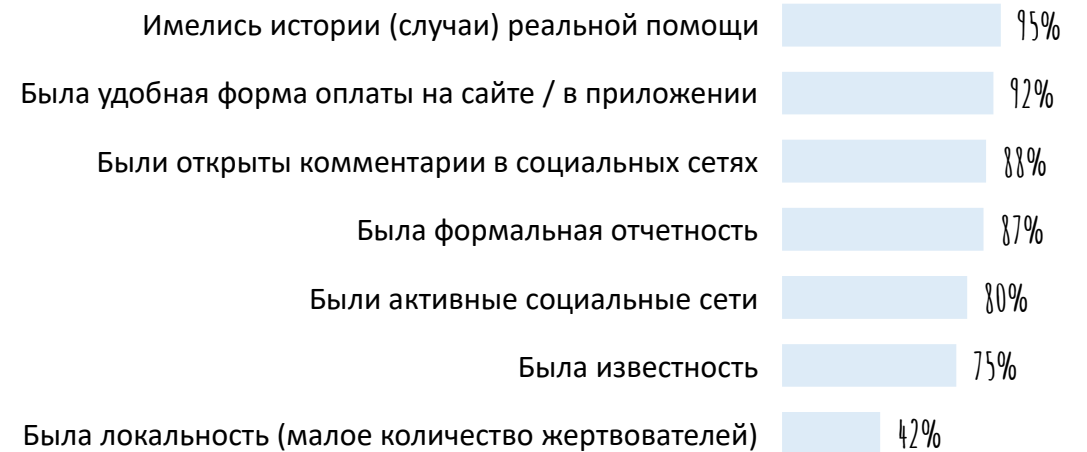 Имелись истории (случаи) реальной помощи 95%
Была удобная форма оплаты на сайте / в приложении 92%
Были открыты комментарии в социальных сетях 88%
Была формальная отчетность 87%
Были активные социальные сети 80%
Была известность 75%
Была локальность (малое количество жертвователей) 42%